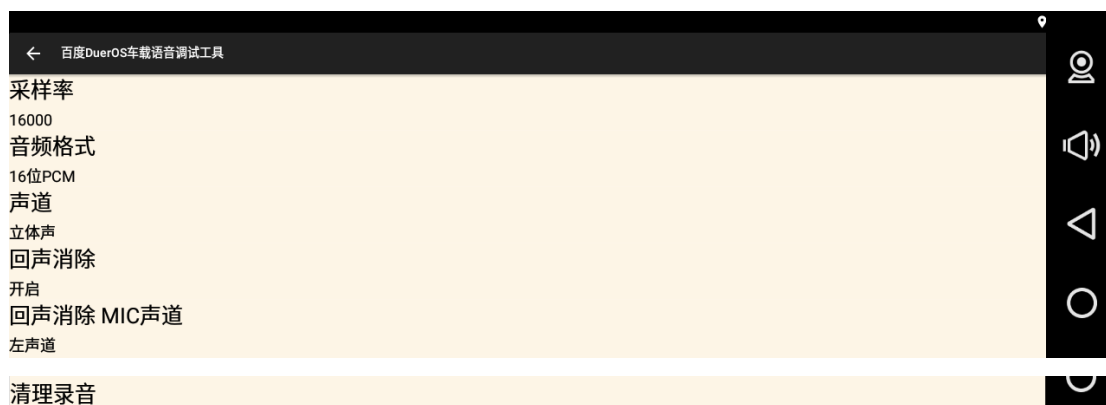 百度DuerOS车载语音调试工具
采样率
16000
音频格式
16位PCM
声道
立体声
回声消除
开启
回声消除 MIC声道
左声道
清理录音